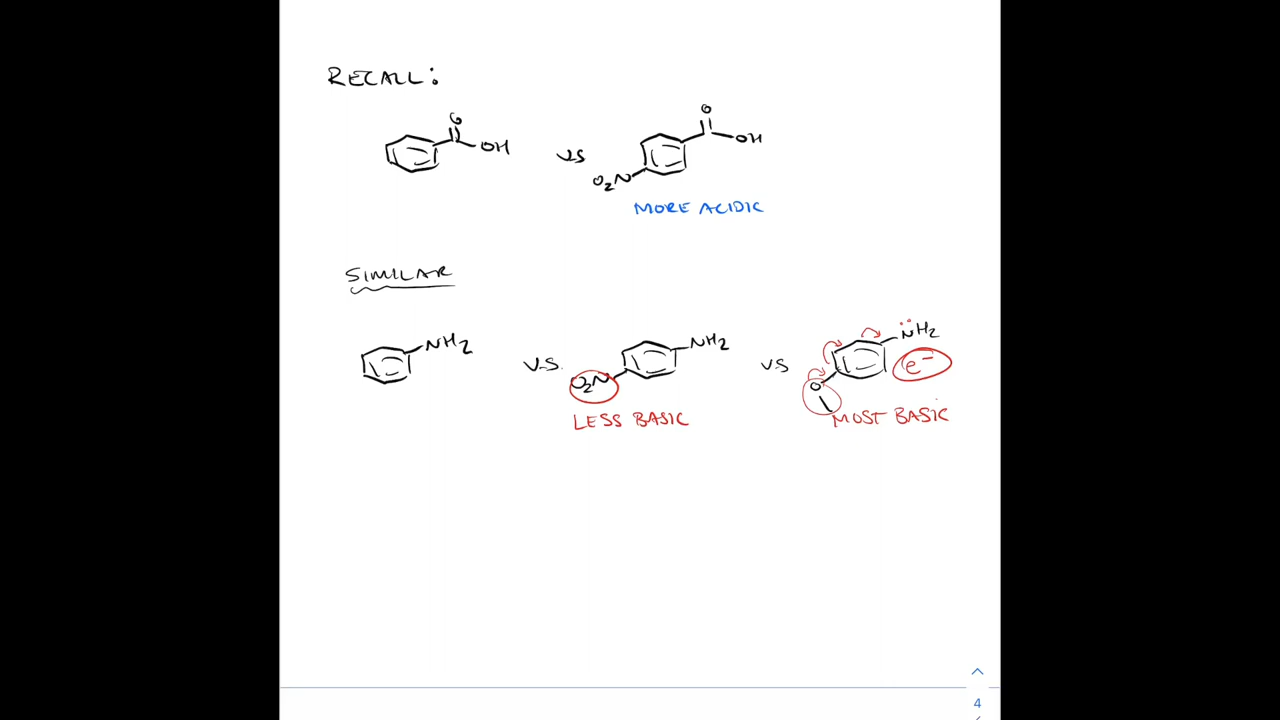 RECALL:
O O
OH vs OH
O2N
MORE ACIDIC
SIMILAR
NH2 V.S. O2N NH2 VS O NH2
e-
LESS BASIC MOST BASIC
4